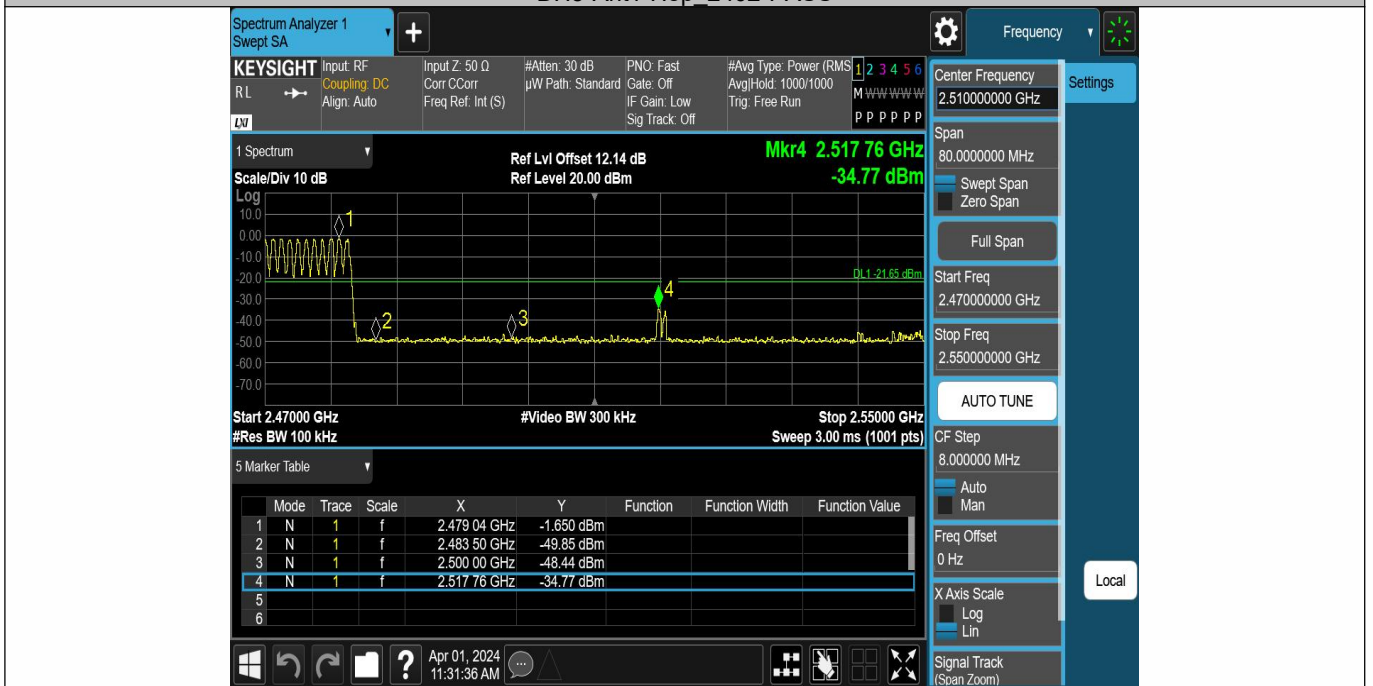 Spectrum Analyzer 1
Swept SA
+
Frequency
KEYSIGHT
RL
LXI
Input: RF
Coupling: DC
Align: Auto
Input Z: 50 Ω
Corr CCorr
Freq Ref: Int (S)
#Atten: 30 dB
µW Path: Standard
PNO: Fast
Gate: Off
IF Gain: Low
Sig Track: Off
#Avg Type: Power (RMS
Avg|Hold: 1000/1000
Trig: Free Run
1 2 3 4 5 6
M W W W W W
P P P P P P
Center Frequency
2.510000000 GHz
Settings
Span
80.0000000 MHz
Swept Span
Zero Span
Full Span
Start Freq
2.470000000 GHz
Stop Freq
2.550000000 GHz
AUTO TUNE
CF Step
8.000000 MHz
Auto
Man
Freq Offset
0 Hz
X Axis Scale
Log
Lin
Signal Track
(Span Zoom)
Local
1 Spectrum
Scale/Div 10 dB
Ref Lvl Offset 12.14 dB
Ref Level 20.00 dBm
Mkr4 2.517 76 GHz
-34.77 dBm
Log
10.0
0.00
-10.0
-20.0
-30.0
-40.0
-50.0
-60.0
-70.0
1
2
3
4
DL1 -21.65 dBm
Start 2.47000 GHz
#Res BW 100 kHz
#Video BW 300 kHz
Stop 2.55000 GHz
Sweep 3.00 ms (1001 pts)
5 Marker Table
Mode Trace Scale X Y Function Function Width Function Value
1 N 1 f 2.479 04 GHz -1.650 dBm
2 N 1 f 2.483 50 GHz -49.85 dBm
3 N 1 f 2.500 00 GHz -48.44 dBm
4 N 1 f 2.517 76 GHz -34.77 dBm
5
6
?
Apr 01, 2024
11:31:36 AM